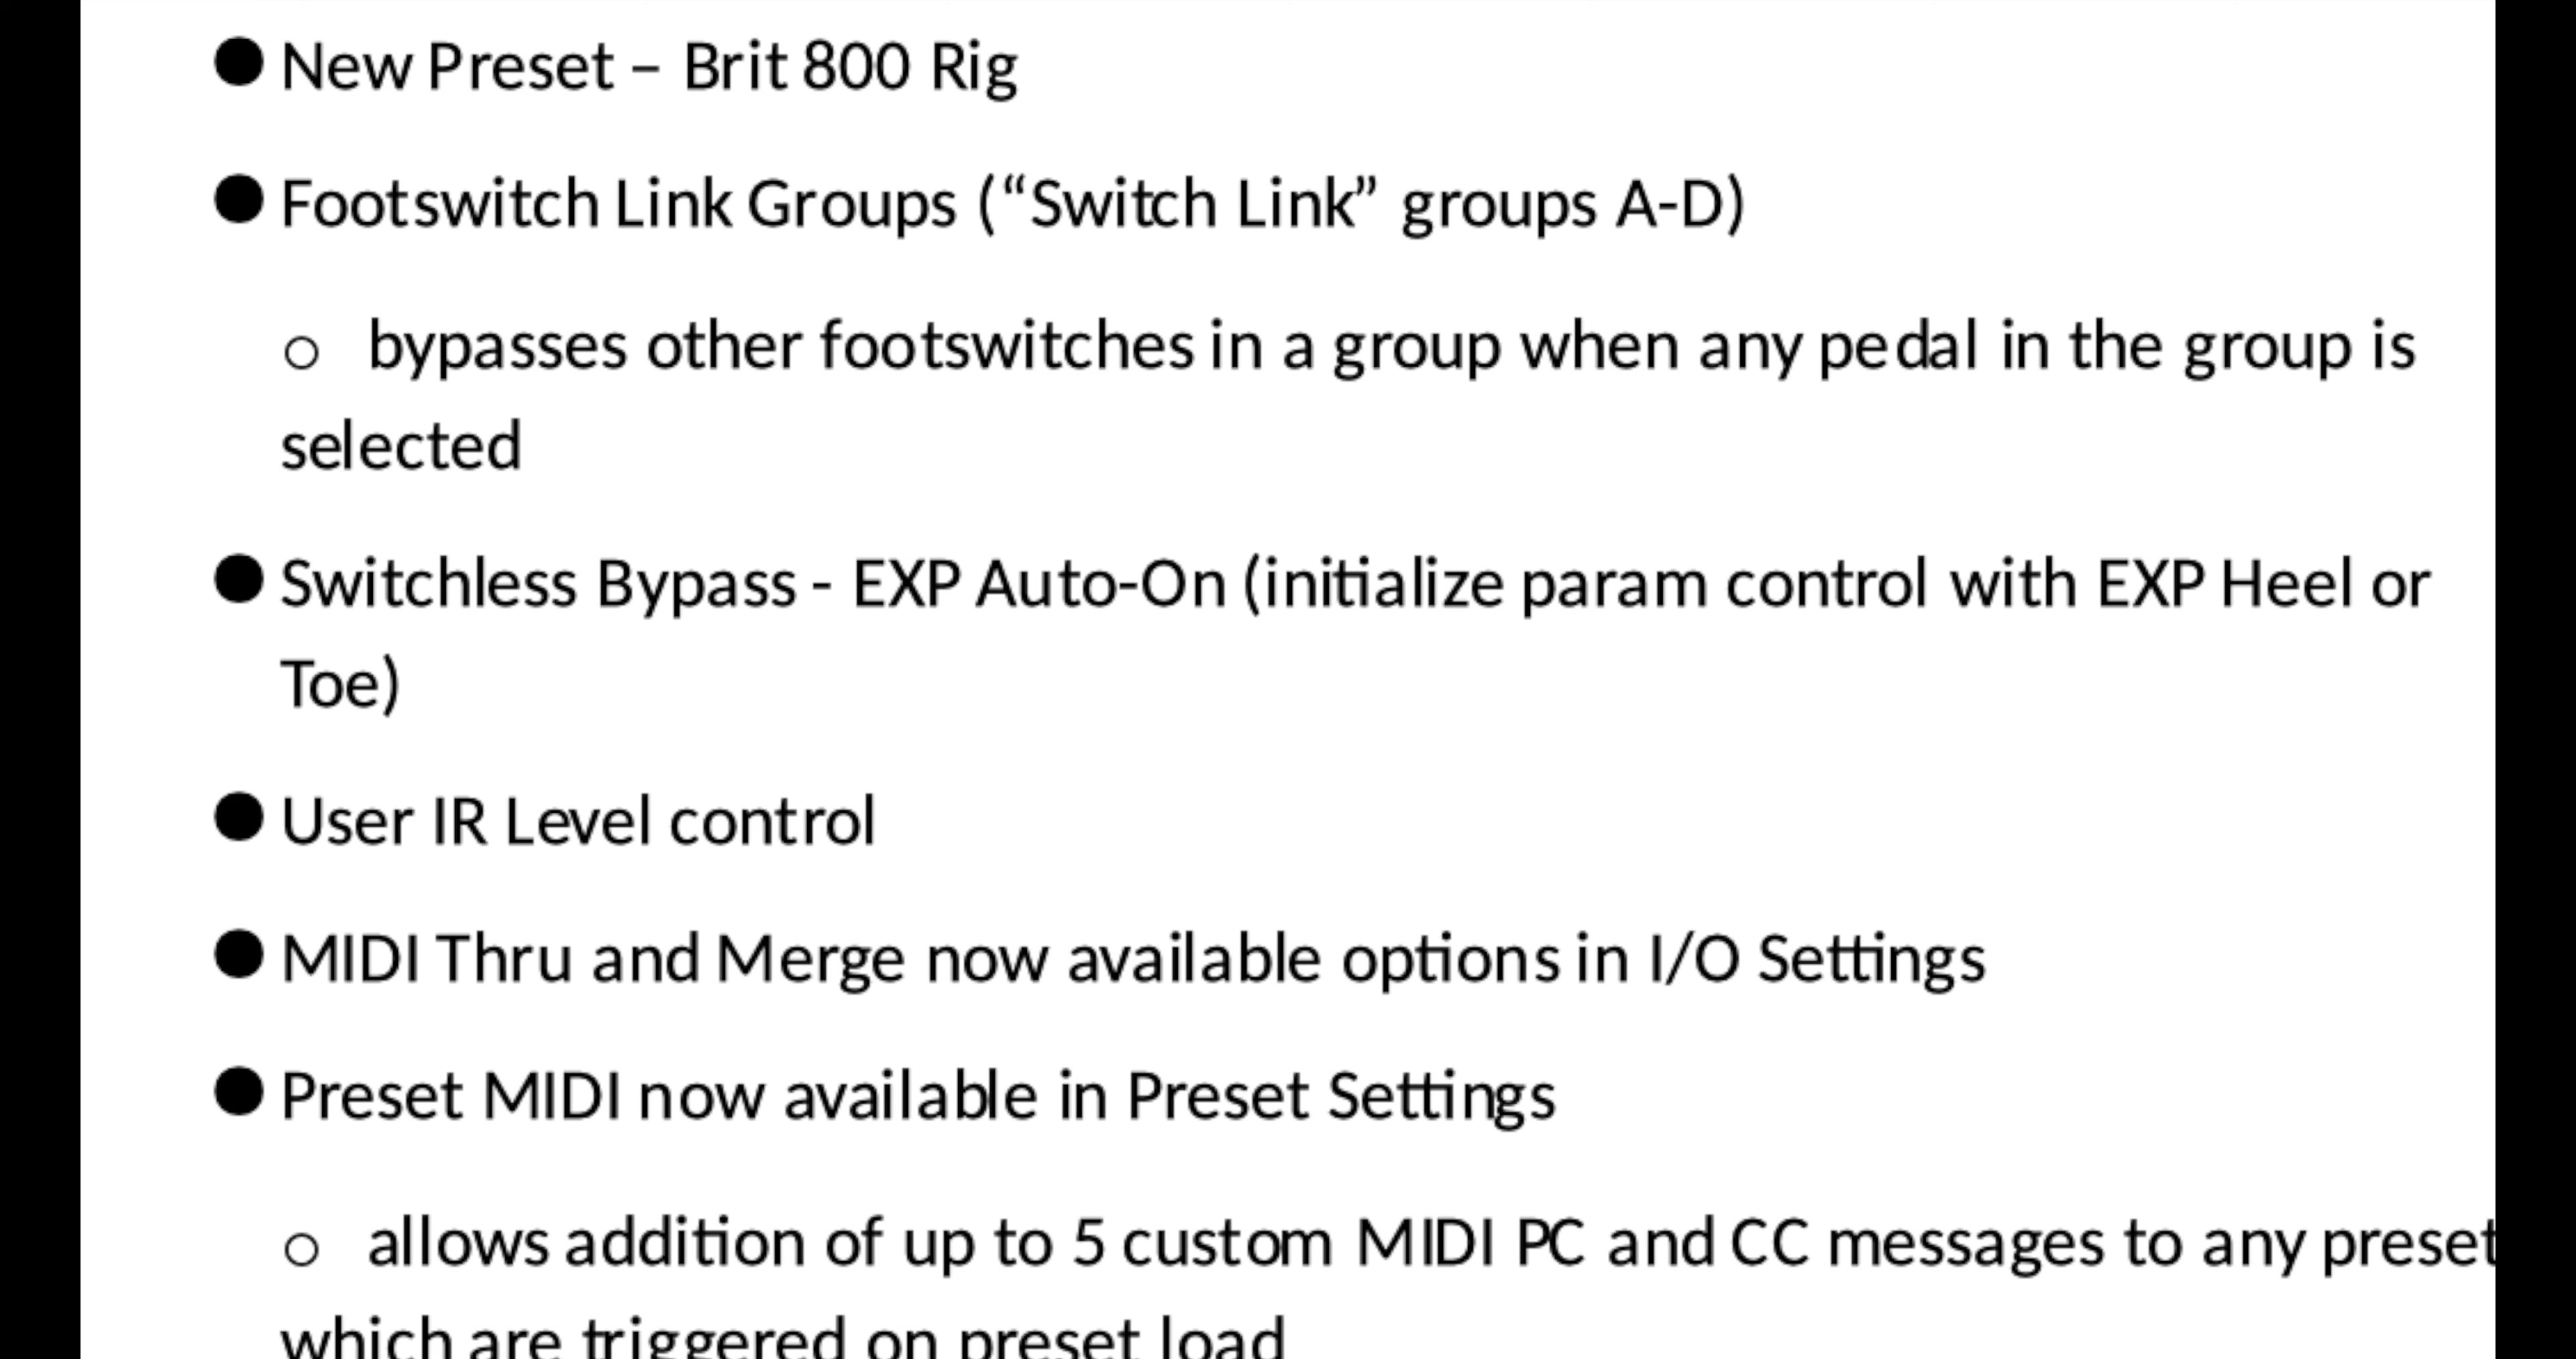 ● New Preset – Brit 800 Rig
● Footswitch Link Groups (“Switch Link” groups A-D)
○ bypasses other footswitches in a group when any pedal in the group is
selected
● Switchless Bypass - EXP Auto-On (initialize param control with EXP Heel or
Toe)
● User IR Level control
● MIDI Thru and Merge now available options in I/O Settings
● Preset MIDI now available in Preset Settings
○ allows addition of up to 5 custom MIDI PC and CC messages to any preset
which are triggered on preset load